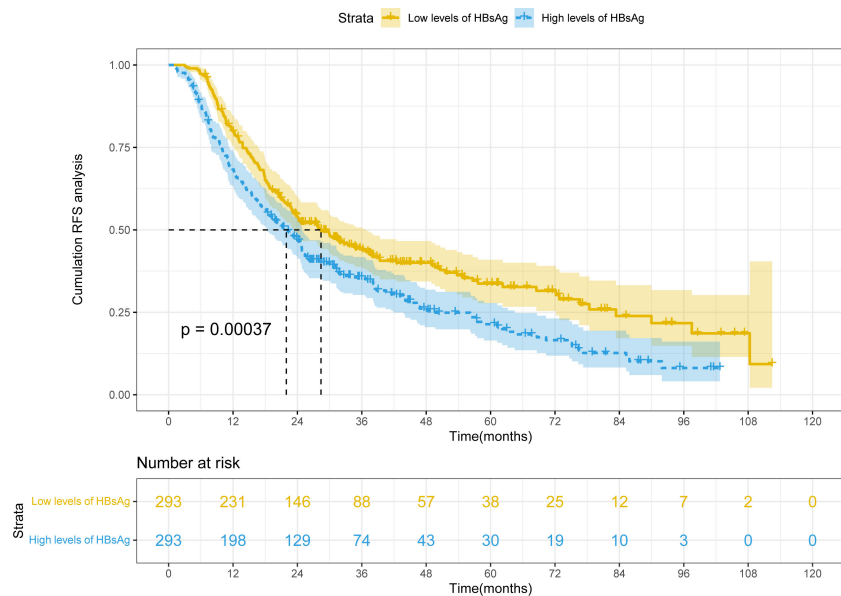 Strata Low levels of HBsAg High levels of HBsAg
Cumulation RFS analysis
1.00
0.75
0.50
0.25
0.00
p = 0.00037
0 12 24 36 48 60 72 84 96 108 120
Time(months)
Number at risk
Strata
Low levels of HBsAg 293 231 146 88 57 38 25 12 7 2 0
High levels of HBsAg 293 198 129 74 43 30 19 10 3 0 0
0 12 24 36 48 60 72 84 96 108 120
Time(months)